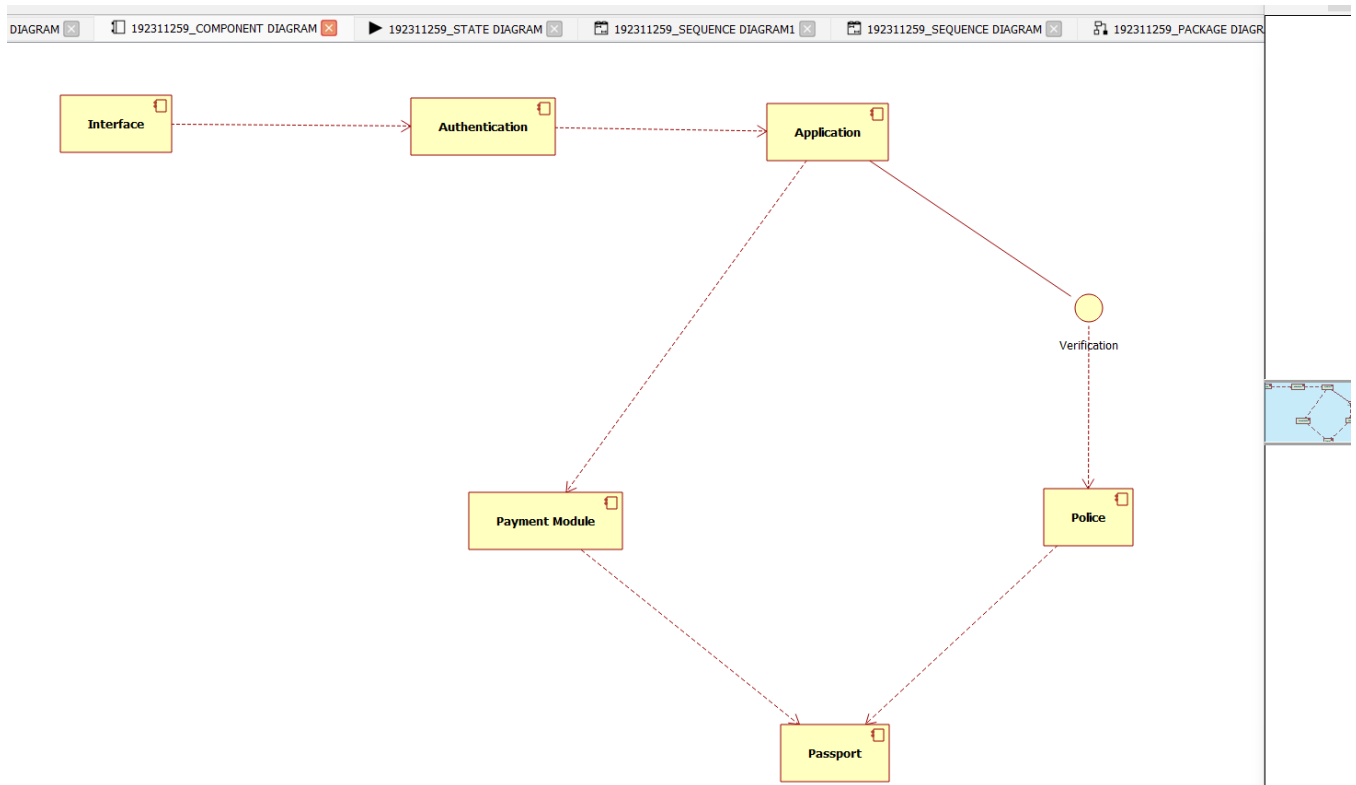 DIAGRAM
192311259_COMPONENT DIAGRAM
192311259_STATE DIAGRAM
192311259_SEQUENCE DIAGRAM1
192311259_SEQUENCE DIAGRAM
192311259_PACKAGE DIAGR
Interface
Authentication
Application
Verification
Payment Module
Police
Passport